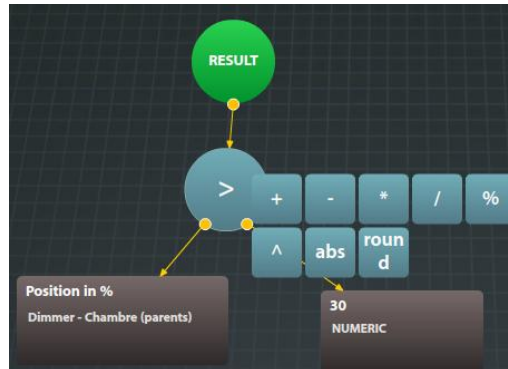 RESULT
>
+ - * / %
^ abs roun
d
Position in %
Dimmer - Chambre (parents)
30
NUMERIC